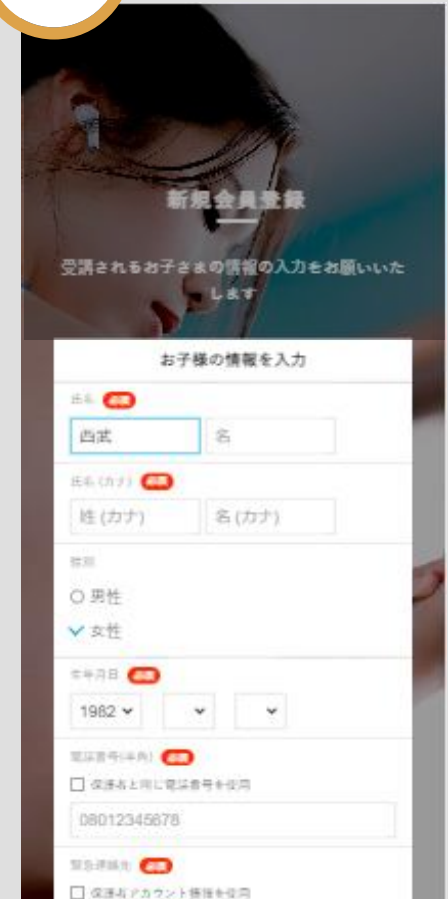 新規会員登録
受講されるお子さまの情報の入力をお願いいた
します
お子様の情報を入力
氏名 必須
西武 名
氏名 (カナ) 必須
姓 (カナ) 名 (カナ)
性別
男性
女性
生年月日 必須
1982
電話番号(半角) 必須
保護者と同じ電話番号を使用
08012345678
緊急連絡先 必須
保護者アカウント情報を使用